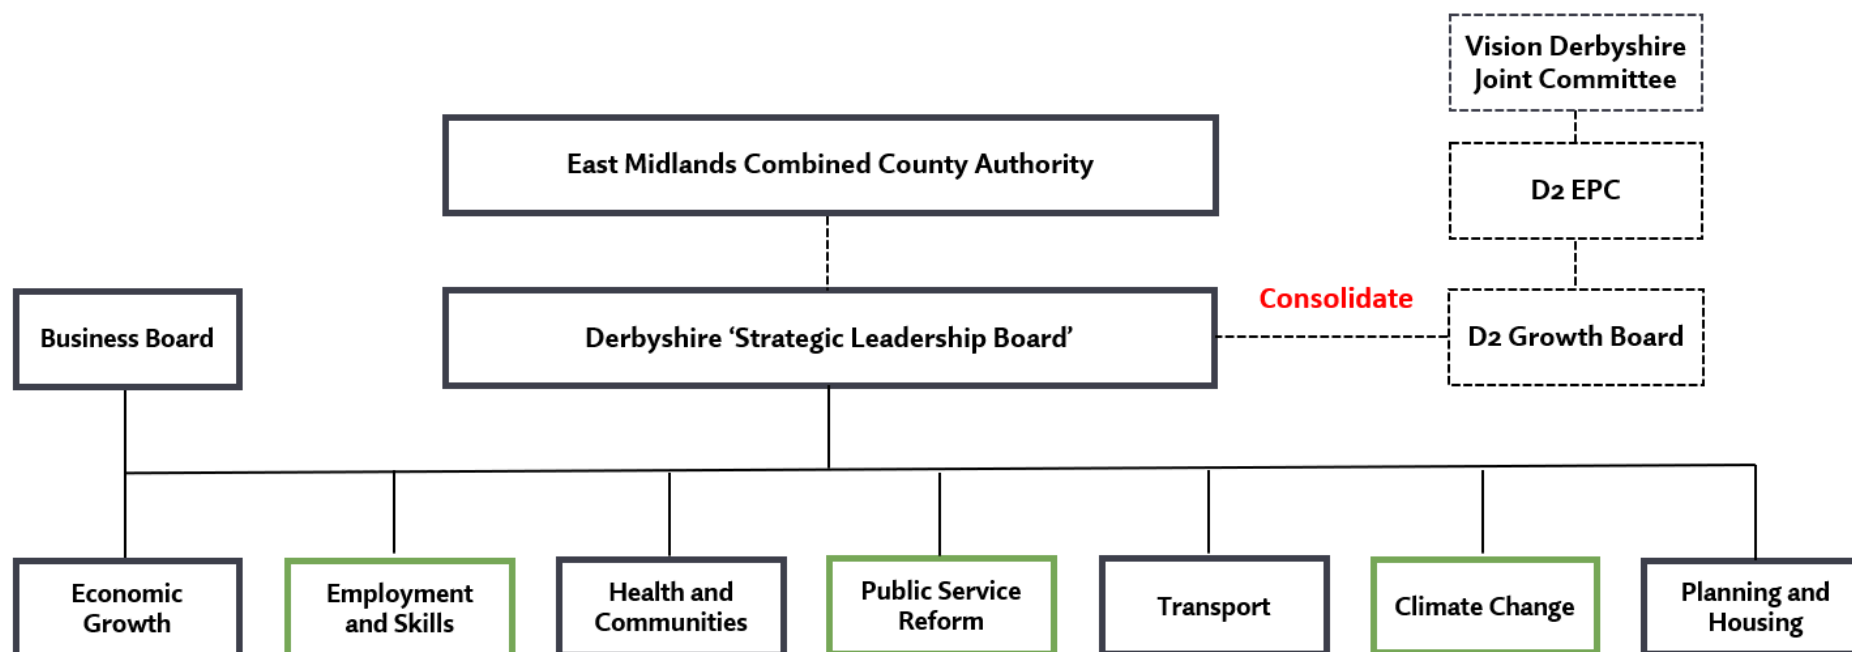 Vision Derbyshire
Joint Committee
East Midlands Combined County Authority
D2 EPC
Consolidate
Business Board
Derbyshire ‘Strategic Leadership Board’
D2 Growth Board
Economic
Growth
Employment
and Skills
Health and
Communities
Public Service
Reform
Transport
Climate Change
Planning and
Housing